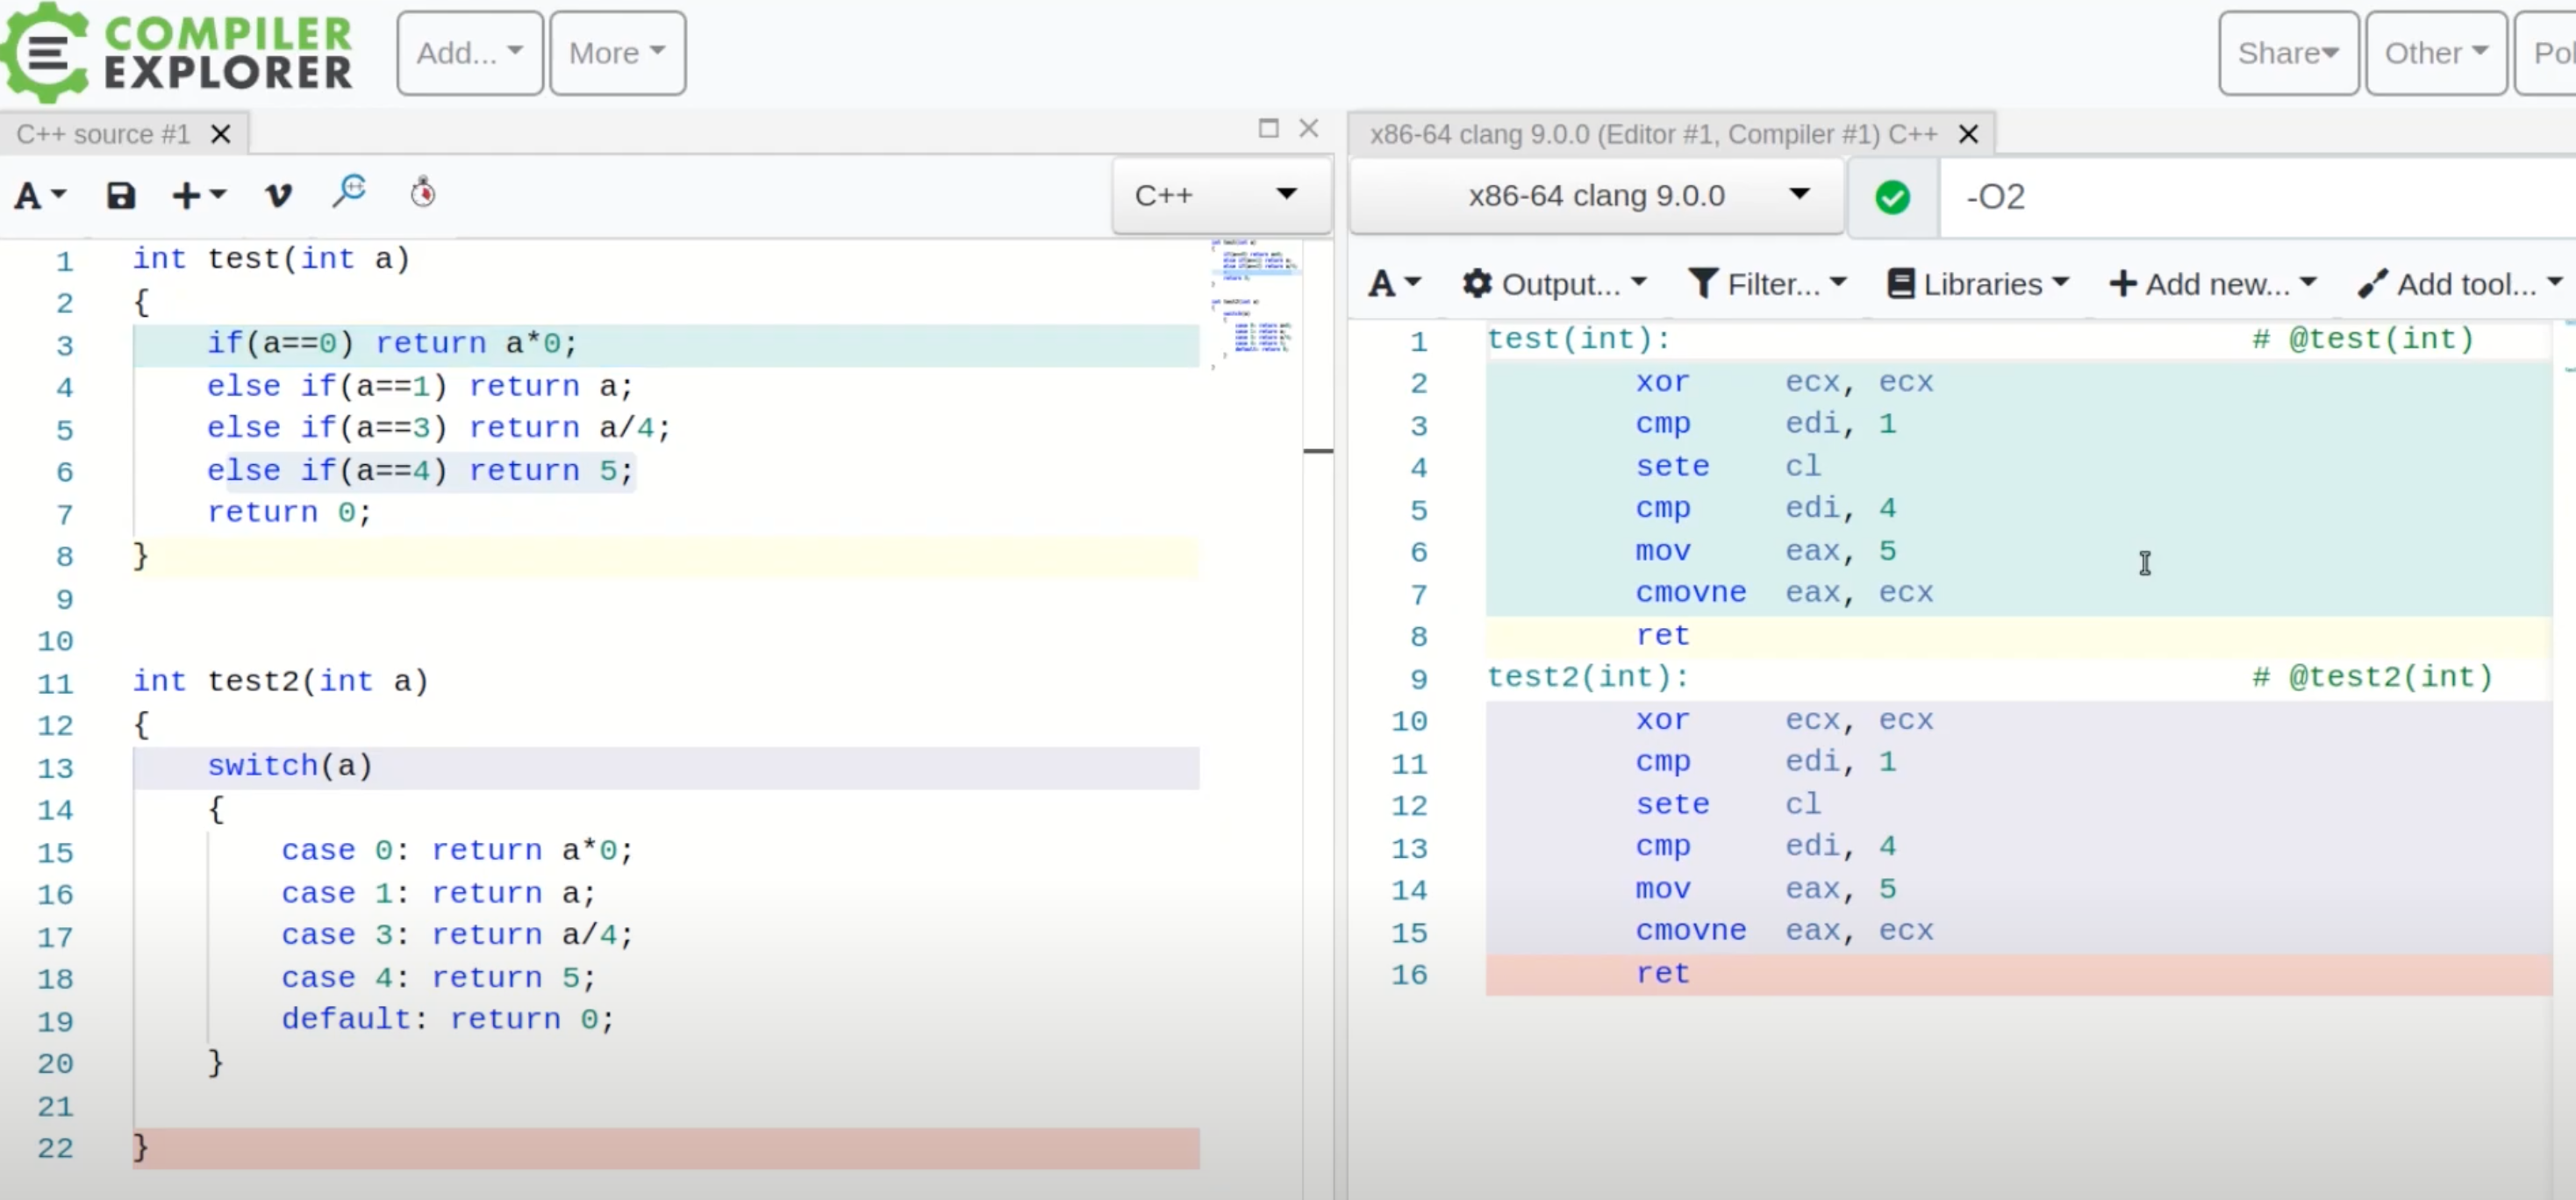 COMPILER
EXPLORER
Add...
More
Share
Other
C++ source #1
x86-64 clang 9.0.0 (Editor #1, Compiler #1) C++
A
C++
x86-64 clang 9.0.0
-O2
A
Output...
Filter...
Libraries
Add new...
Add tool...
1 int test(int a)
2 {
3 if(a==0) return a*0;
4 else if(a==1) return a;
5 else if(a==3) return a/4;
6 else if(a==4) return 5;
7 return 0;
8 }
9
10
11 int test2(int a)
12 {
13 switch(a)
14 {
15 case 0: return a*0;
16 case 1: return a;
17 case 3: return a/4;
18 case 4: return 5;
19 default: return 0;
20 }
21
22 }
1 test(int): # @test(int)
2 xor ecx, ecx
3 cmp edi, 1
4 sete cl
5 cmp edi, 4
6 mov eax, 5
7 cmovne eax, ecx
8 ret
9 test2(int): # @test2(int)
10 xor ecx, ecx
11 cmp edi, 1
12 sete cl
13 cmp edi, 4
14 mov eax, 5
15 cmovne eax, ecx
16 ret